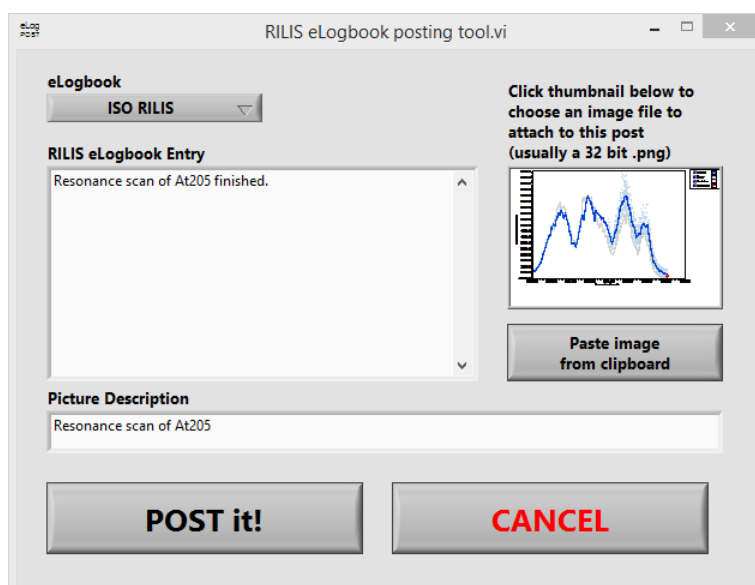 eLog
POST
RILIS eLogbook posting tool.vi
eLogbook
ISO RILIS
Click thumbnail below to
choose an image file to
attach to this post
(usually a 32 bit .png)
RILIS eLogbook Entry
Resonance scan of At205 finished.
Paste image
from clipboard
Picture Description
Resonance scan of At205
POST it!
CANCEL